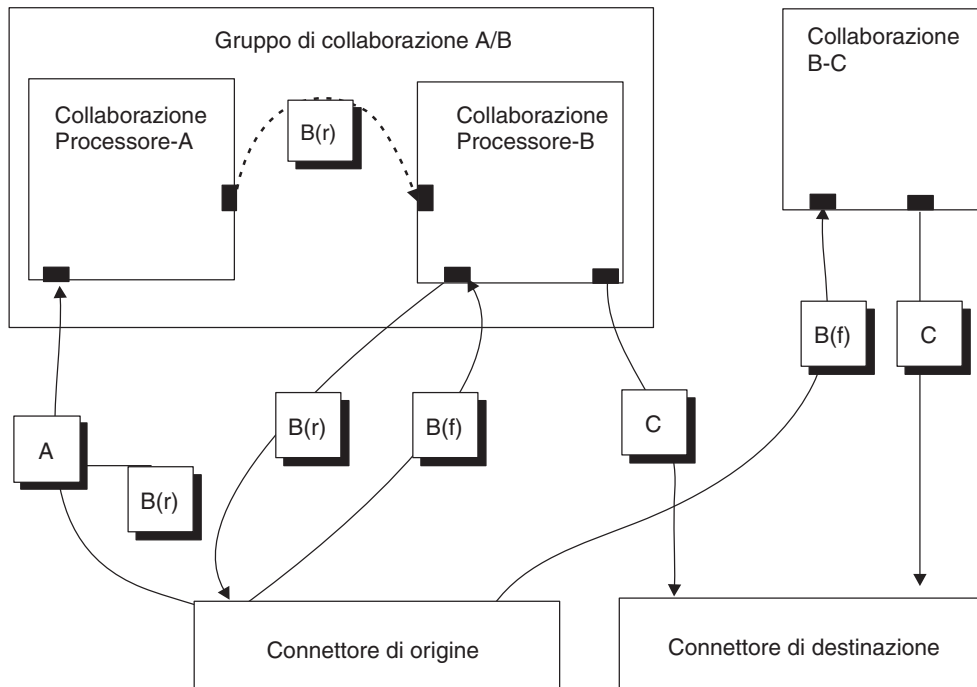 Gruppo di collaborazione A/B
Collaborazione
B-C
Collaborazione
Processore-A
B(r)
Collaborazione
Processore-B
A
B(r)
B(r)
B(f)
C
B(f)
C
Connettore di origine
Connettore di destinazione